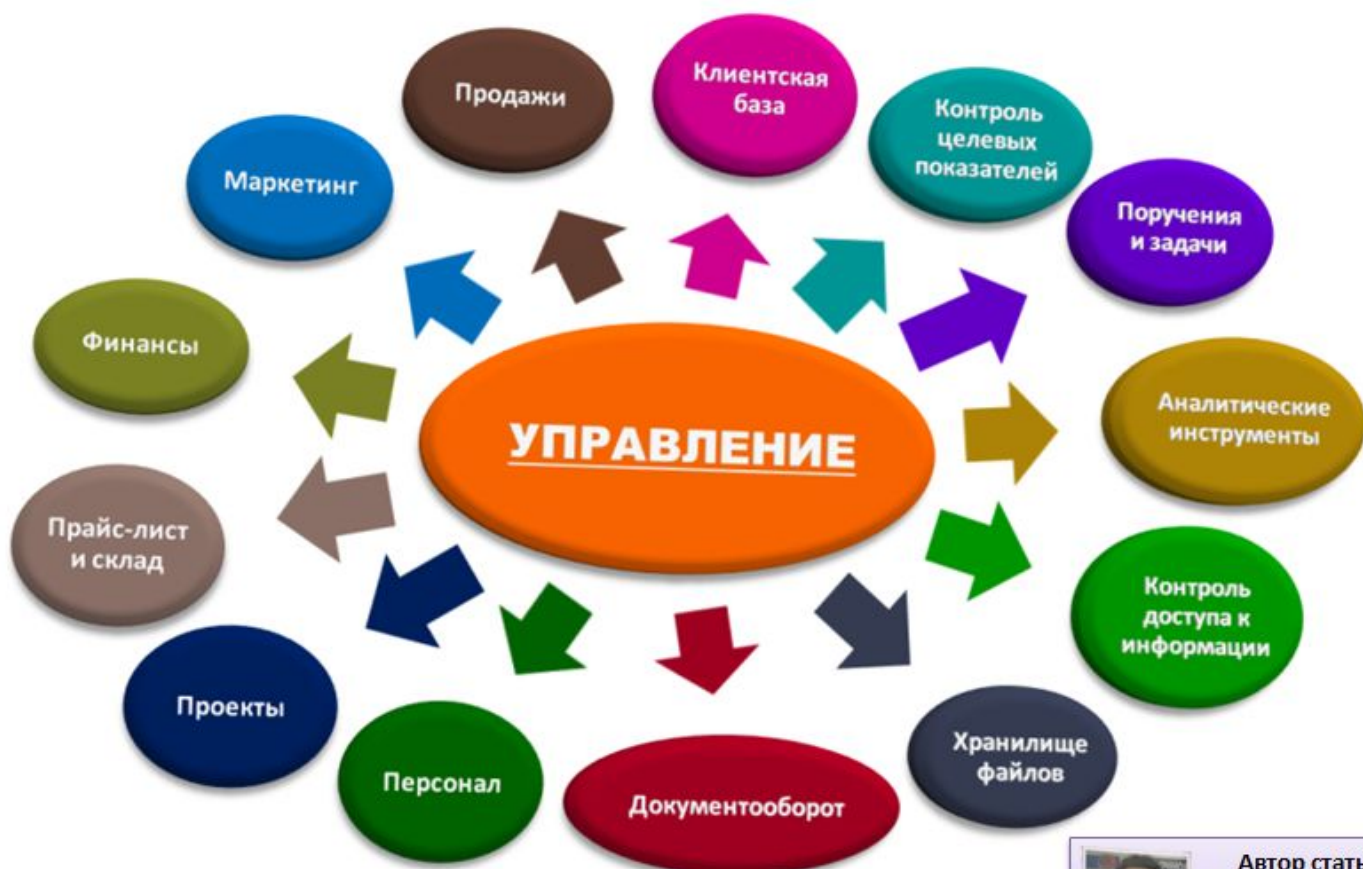 Продажи
Клиентская
база
Контроль
целевых
показателей
Маркетинг
Поручения
и задачи
Финансы
УПРАВЛЕНИЕ
Аналитические
инструменты
Прайс-лист
и склад
Контроль
доступа к
информации
Проекты
Персонал
Документооборот
Хранилище
файлов
Автор